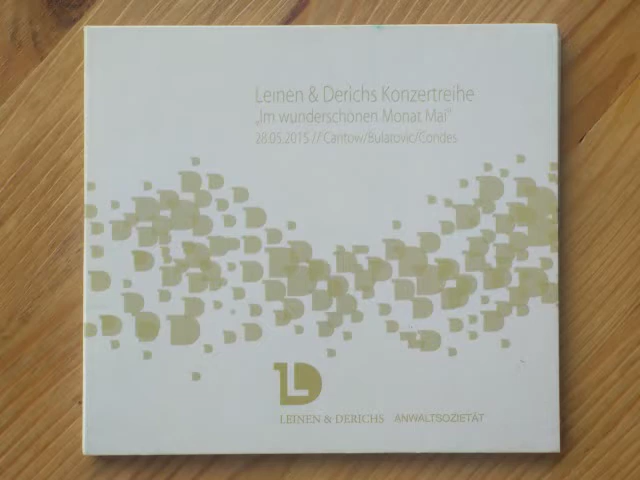 Leinen & Derichs Konzertreihe
„Im wunderschönen Monat Mai"
28.05.2015 // Cantow/Bulatovic/Condes
LD
LEINEN & DERICHS ANWALTSOZIETÄT